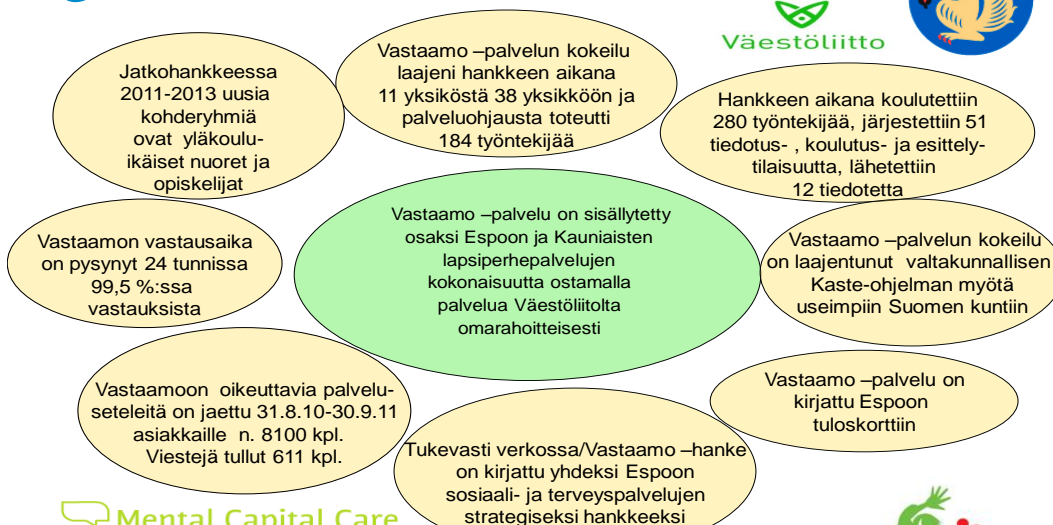 Väestöliitto
Vastaamo –palvelun kokeilu
laajeni hankkeen aikana
11 yksiköstä 38 yksikköön ja
palveluohjausta toteutti
184 työntekijää
Jatkohankkeessa
2011-2013 uusia
kohderyhmiä
ovat yläkoulu-
ikäiset nuoret ja
opiskelijat
Hankkeen aikana koulutettiin
280 työntekijää, järjestettiin 51
tiedotus- , koulutus- ja esittely-
tilaisuutta, lähetettiin
12 tiedotetta
Vastaamo –palvelu on sisällytetty
osaksi Espoon ja Kauniaisten
lapsiperhepalvelujen
kokonaisuutta ostamalla
palvelua Väestöliitolta
omarahoitteisesti
Vastaamon vastausaika
on pysynyt 24 tunnissa
99,5 %:ssa
vastauksista
Vastaamo –palvelun kokeilu
on laajentunut valtakunnallisen
Kaste-ohjelman myötä
useimpiin Suomen kuntiin
Vastaamoon oikeuttavia palvelu-
seteleitä on jaettu 31.8.10-30.9.11
asiakkaille n. 8100 kpl.
Viestejä tullut 611 kpl.
Vastaamo –palvelu on
kirjattu Espoon
tuloskorttiin
Tukevasti verkossa/Vastaamo –hanke
on kirjattu yhdeksi Espoon
sosiaali- ja terveyspalvelujen
strategiseksi hankkeeksi
Mental Capital Care